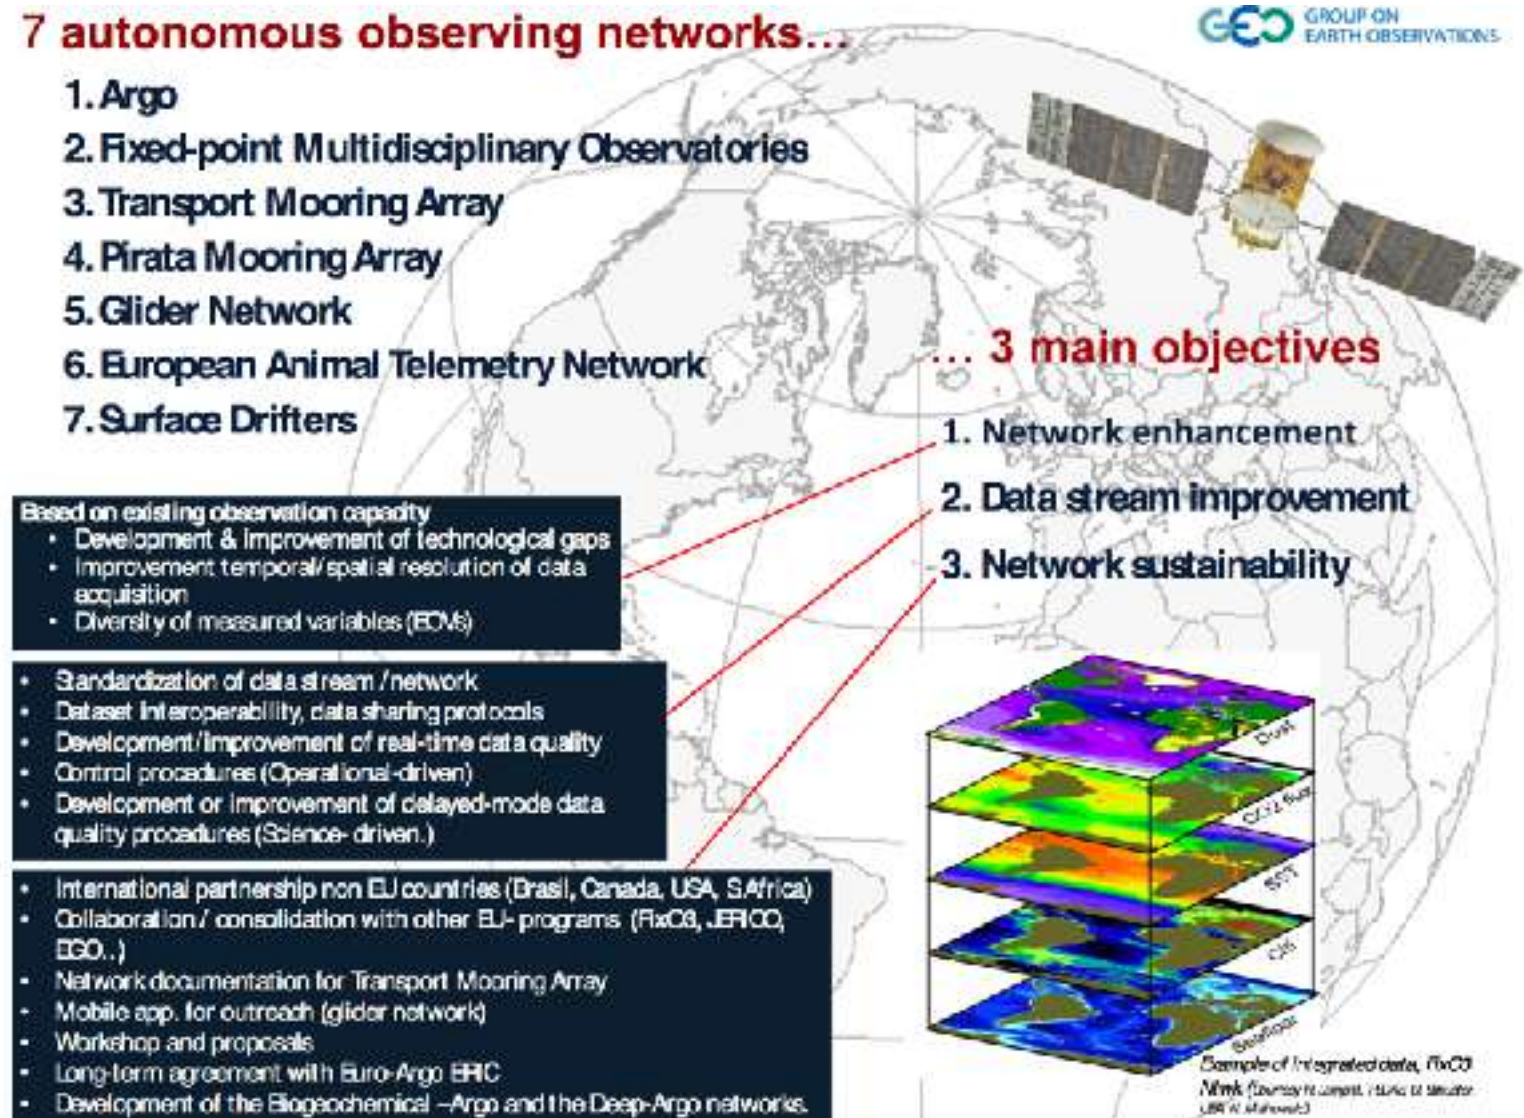 7 autonomous observing networks...
GEO GROUP ON
EARTH OBSERVATIONS
1. Argo
2. Fixed-point Multidisciplinary Observatories
3. Transport Mooring Array
4. Pirata Mooring Array
5. Glider Network
6. European Animal Telemetry Network
7. Surface Drifters
... 3 main objectives
1. Network enhancement
2. Data stream improvement
3. Network sustainability
Based on existing observation capacity
• Development & Improvement of technological gaps
• Improvement temporal/spatial resolution of data
acquisition
• Diversity of measured variables (EOVs)
• Standardization of data stream /network
• Dataset interoperability, data sharing protocols
• Development/improvement of real-time data quality
• Control procedures (Operational-driven)
• Development or improvement of delayed-mode data
quality procedures (Science- driven.)
• International partnership non EU countries (Brasil, Canada, USA, S.Africa)
• Collaboration / consolidation with other EU- programs (FixO3, JERICO,
EGO..)
• Network documentation for Transport Mooring Array
• Mobile app. for outreach (glider network)
• Workshop and proposals
• Long-term agreement with Euro-Argo ERIC
• Development of the Biogeochemical –Argo and the Deep-Argo networks.
Dust
SST
Seafloor
Example of integrated data, FixO3
Ntwk